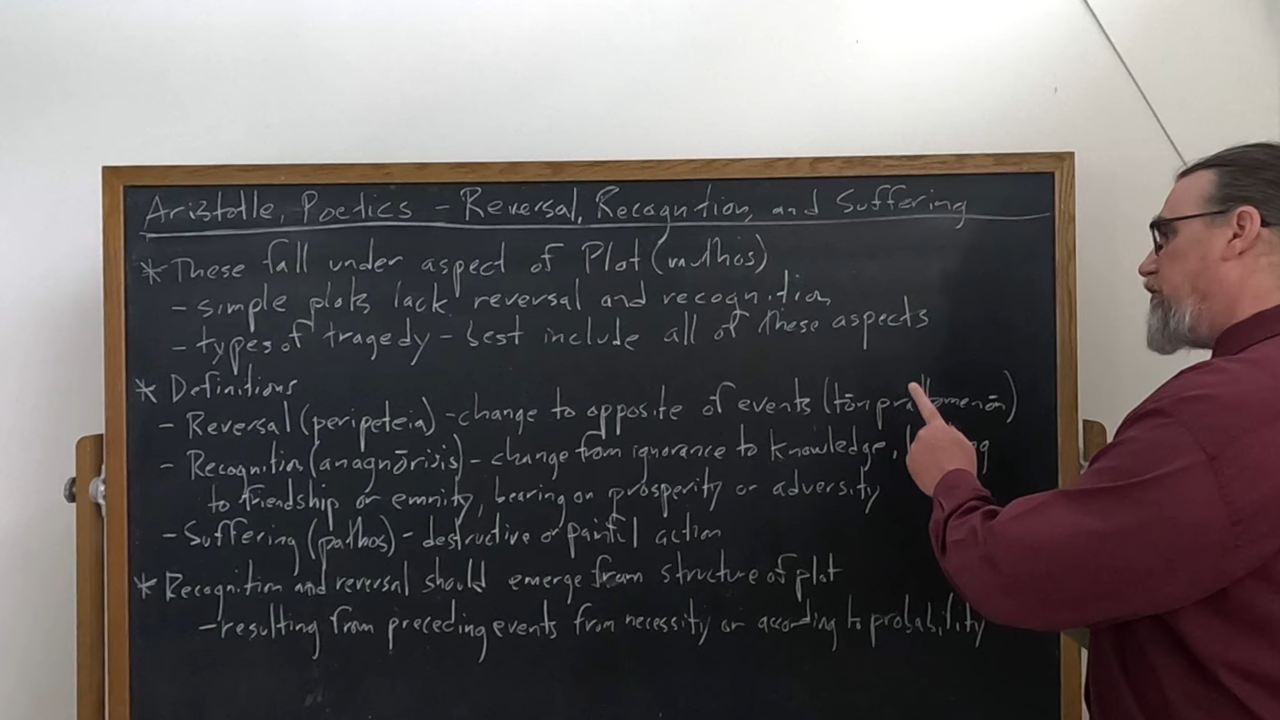 Aristotle, Poetics - Reversal, Recognition, and Suffering
* These fall under aspect of Plot (muthos)
- simple plots lack reversal and recognition
- types of tragedy - best include all of these aspects
* Definitions
- Reversal (peripeteia) - change to opposite of events (tōn
- Recognition (anagnōrisis) - change from ignorance to knowledge,
to friendship or emnity, bearing on prosperity or adversity
- Suffering (pathos) - destructive or painful action
* Recognition and reversal should emerge from structure of plot
- resulting from preceding events from necessity or according to probability